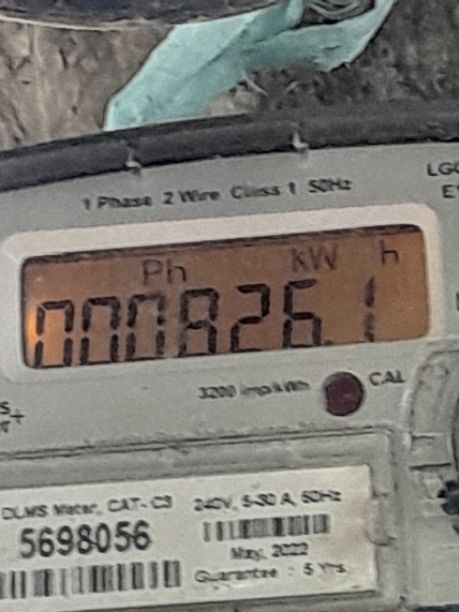 1 Phase 2 Wire Class 1 50Hz
Ph kW h
000826.1
3200 imp/kWh CAL
DLMS Meter, CAT- C3
240V, 5-30 A, 50Hz
5698056
May, 2022
Guarantee : 5 Yrs.